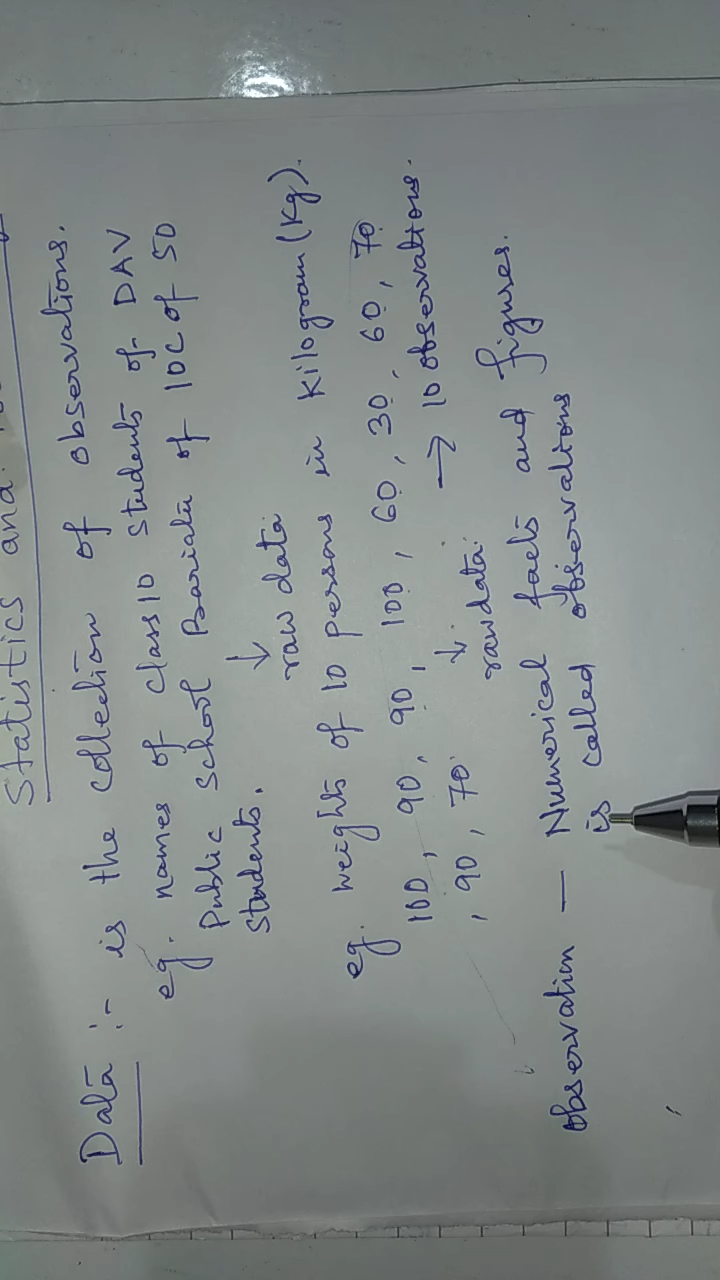 Statistics and
Data :- is the collection of observations.
eg. names of class 10 students of DAV
Public School Bariatu of 10C of 50
Students.
↓
raw data
eg. weights of 10 persons in kilogram (kg).
100, 90, 90, 100, 60, 30, 60, 70
, 90, 70 → 10 observations.
↓
raw data
observation — Numerical facts and figures.
is called observations